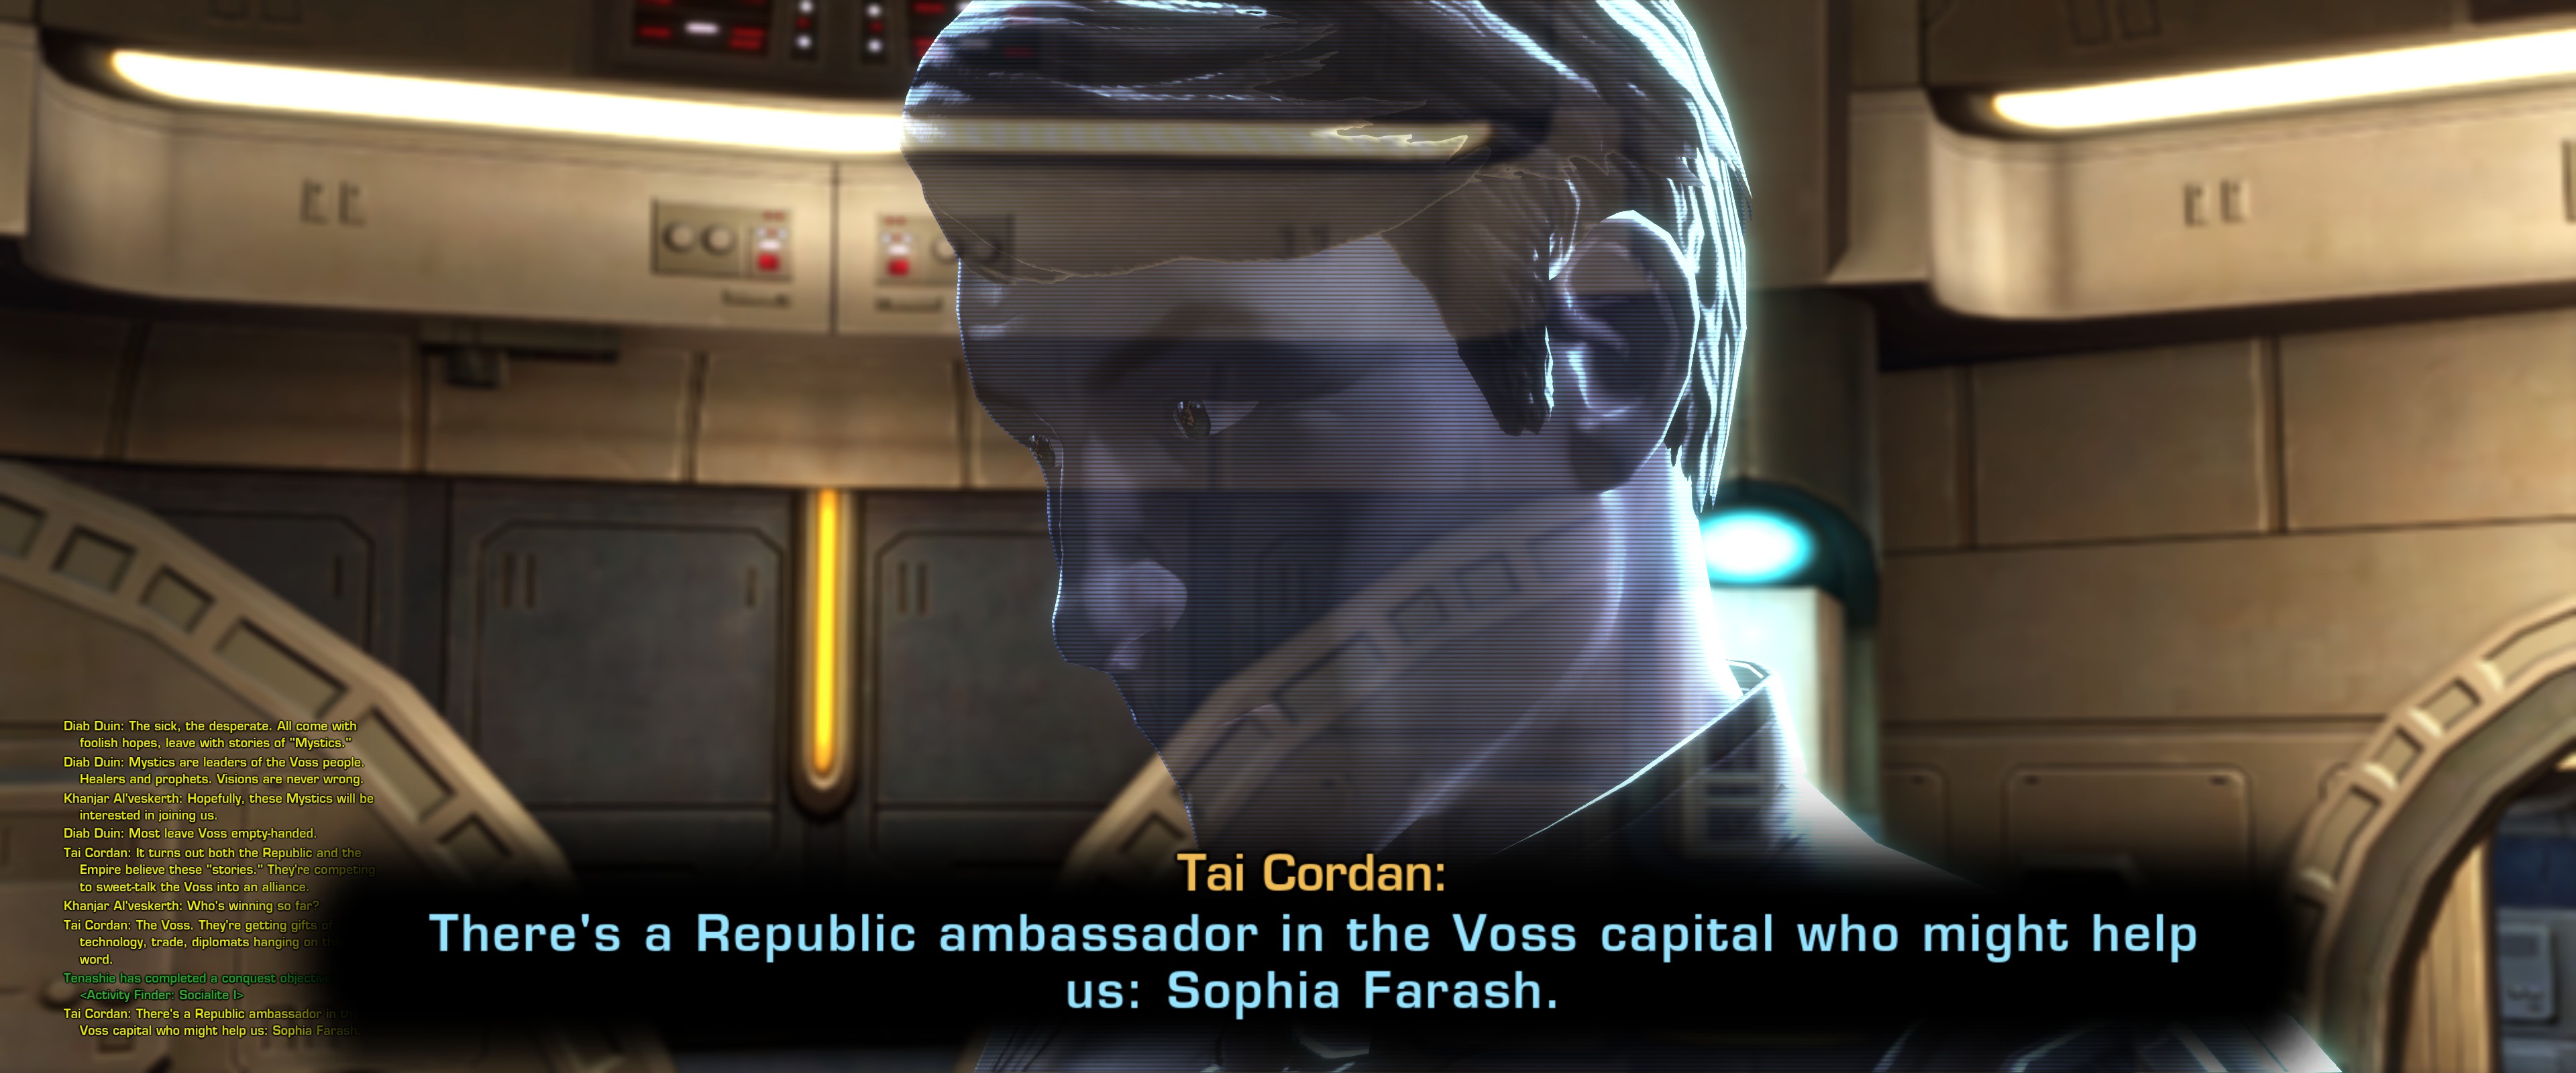 Diab Duin: The sick, the desperate. All come with
foolish hopes, leave with stories of "Mystics."
Diab Duin: Mystics are leaders of the Voss people.
Healers and prophets. Visions are never wrong.
Khanjar Al'veskerth: Hopefully, these Mystics will be
interested in joining us.
Diab Duin: Most leave Voss empty-handed.
Tai Cordan: It turns out both the Republic and the
Empire believe these "stories." They're competing
to sweet-talk the Voss into an alliance.
Khanjar Al'veskerth: Who's winning so far?
Tai Cordan: The Voss. They're getting gifts of
technology, trade, diplomats hanging on
word.
Tenashie has completed a conquest objective
<Activity Finder: Socialite I>
Tai Cordan: There's a Republic ambassador in
Voss capital who might help us: Sophia Farash.
Tai Cordan:
There's a Republic ambassador in the Voss capital who might help
us: Sophia Farash.